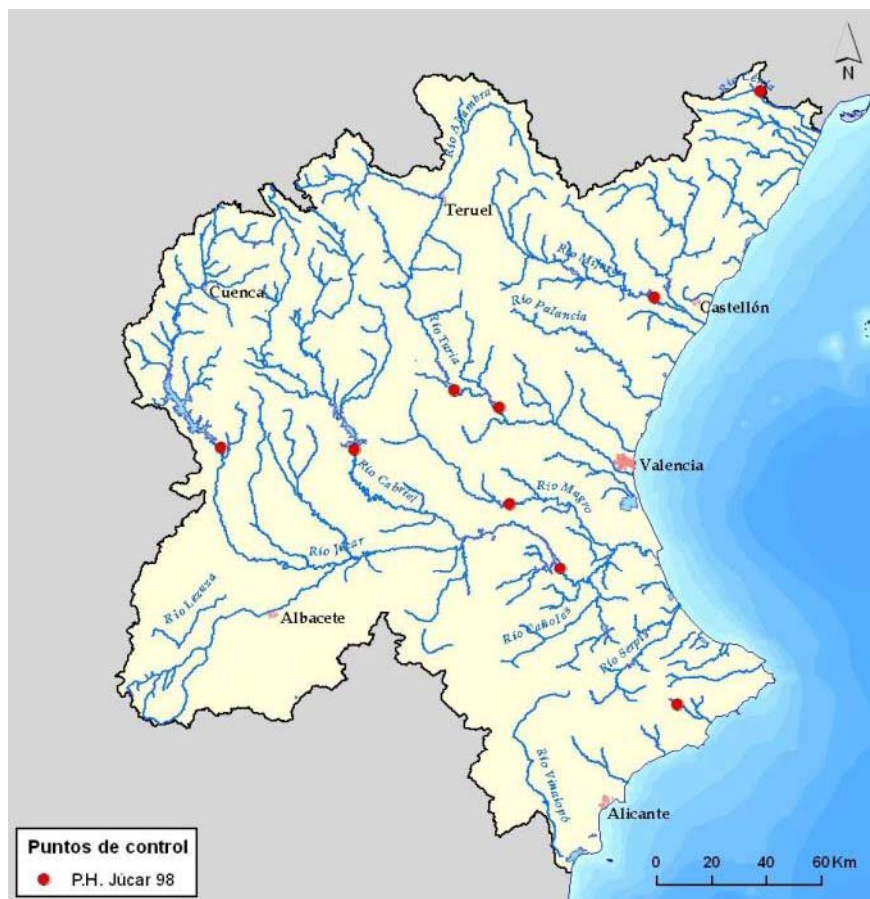 N
Río Cenia
Río Alfambra
Teruel
Cuenca
Río Mijares
Castellón
Río Palancia
Río Turia
Valencia
Río Cabriel
Río Magro
Río Júcar
Río Lezuza
Albacete
Río Cañoles
Río Serpis
Río Vinalopó
Alicante
Puntos de control
P.H. Júcar 98
0 20 40 60 Km